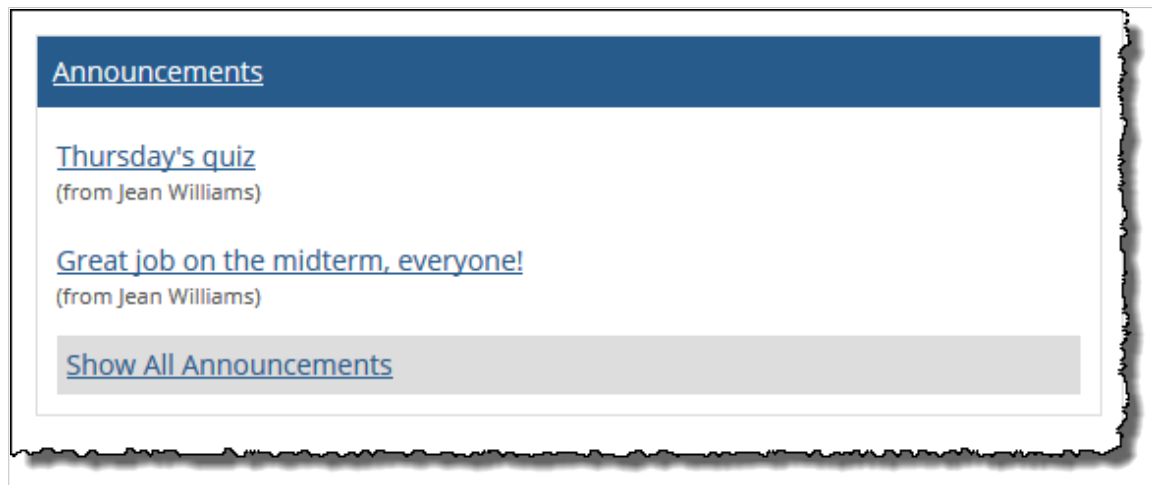 Announcements
Thursday's quiz
(from Jean Williams)
Great job on the midterm, everyone!
(from Jean Williams)
Show All Announcements